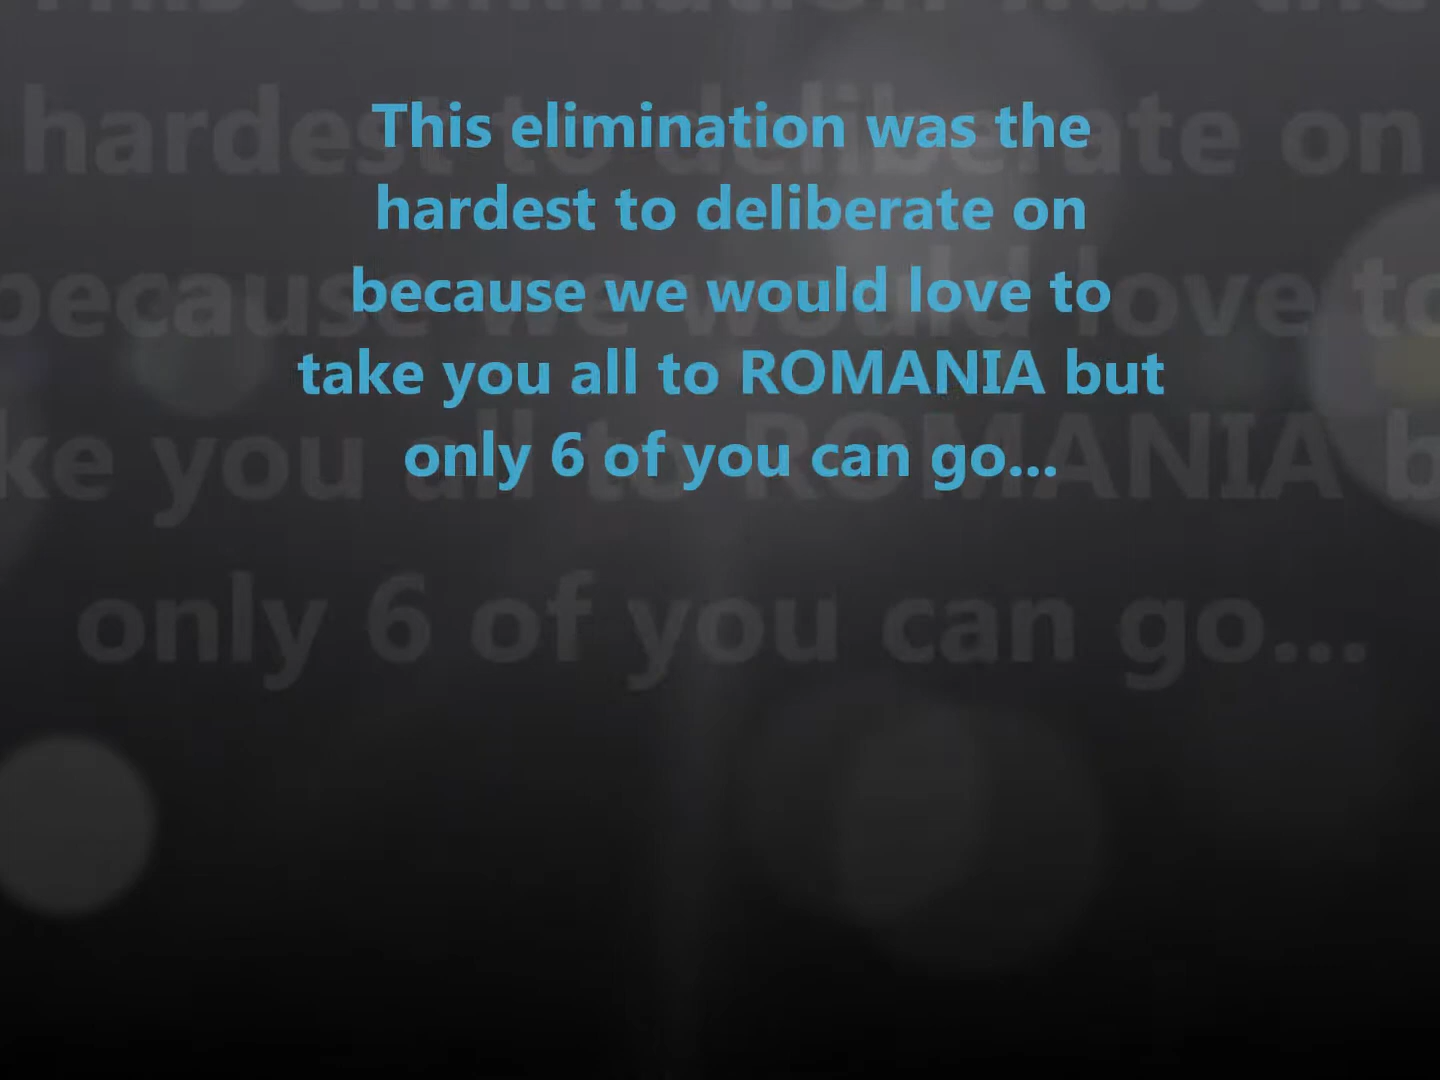 This elimination was the
hardest to deliberate on
because we would love to
take you all to ROMANIA but
only 6 of you can go...